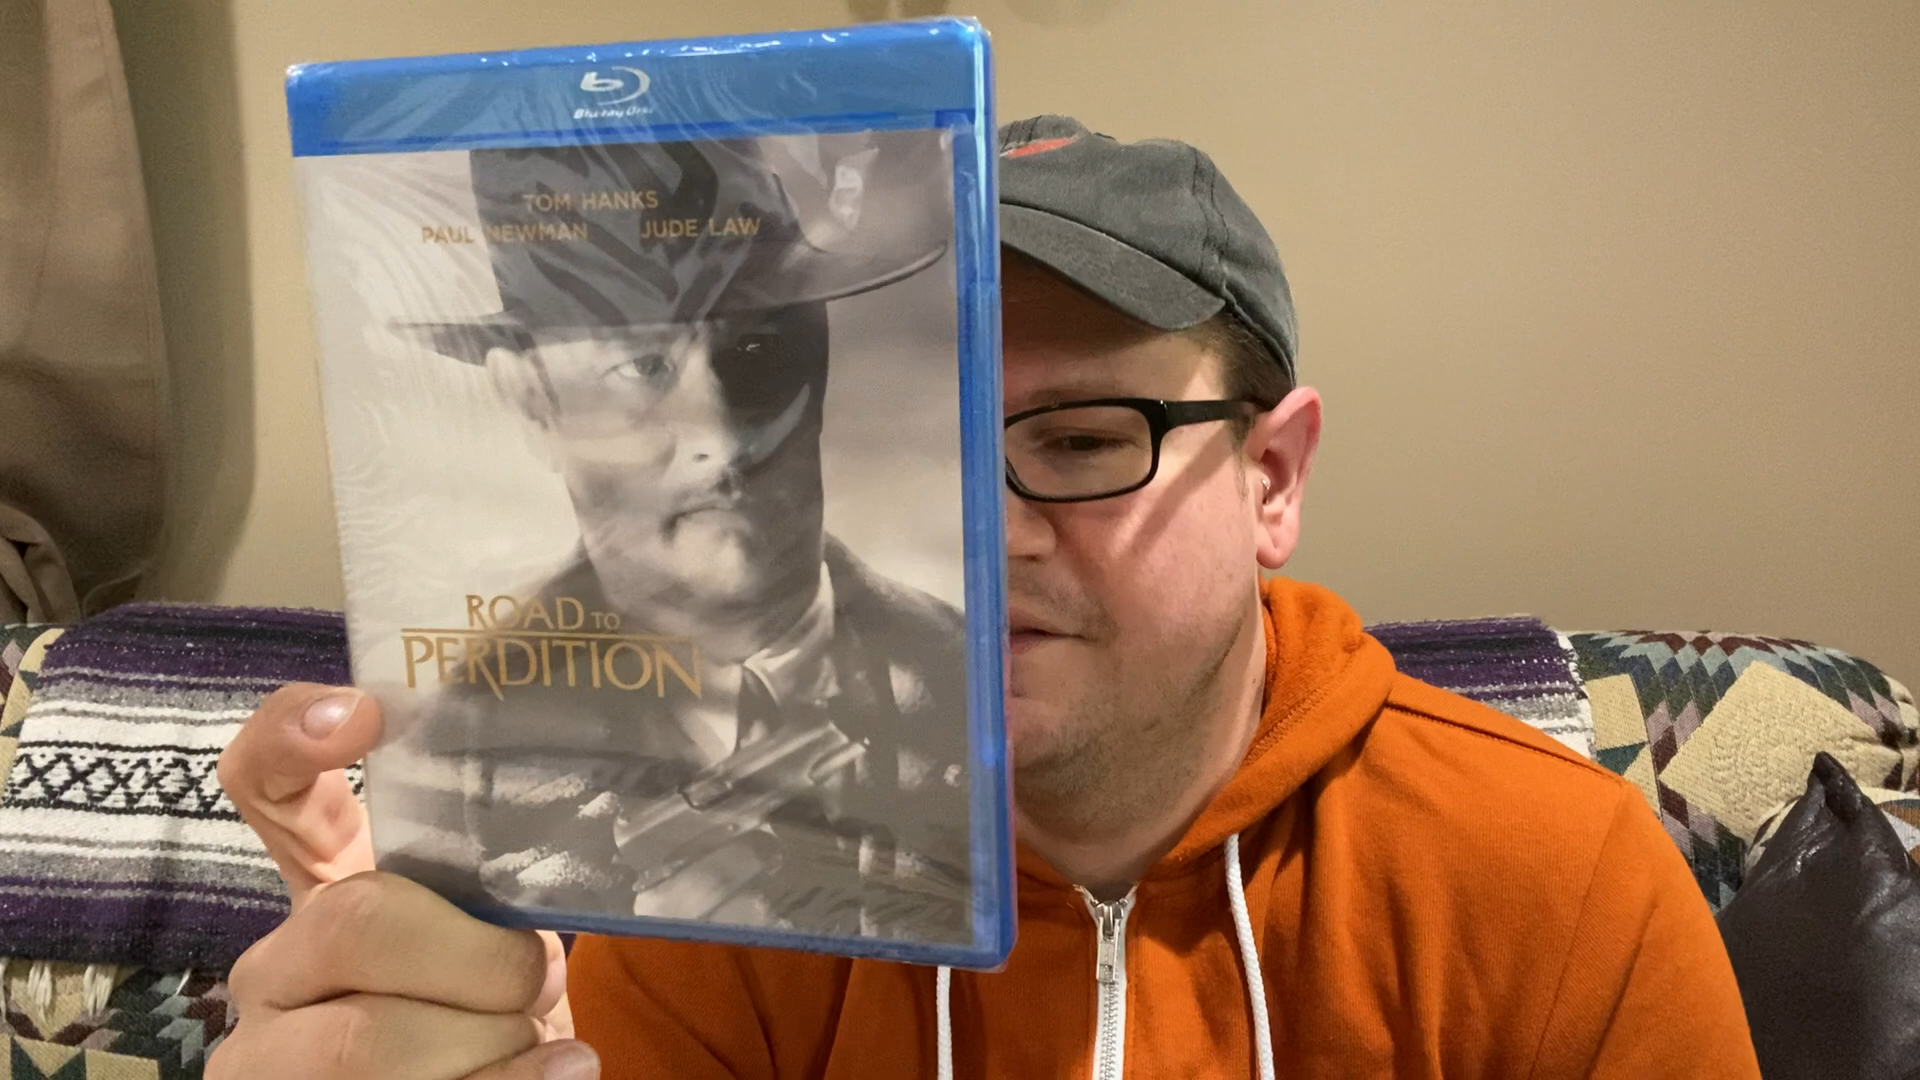 Blu-ray Disc
TOM HANKS
PAUL NEWMAN JUDE LAW
ROAD TO
PERDITION